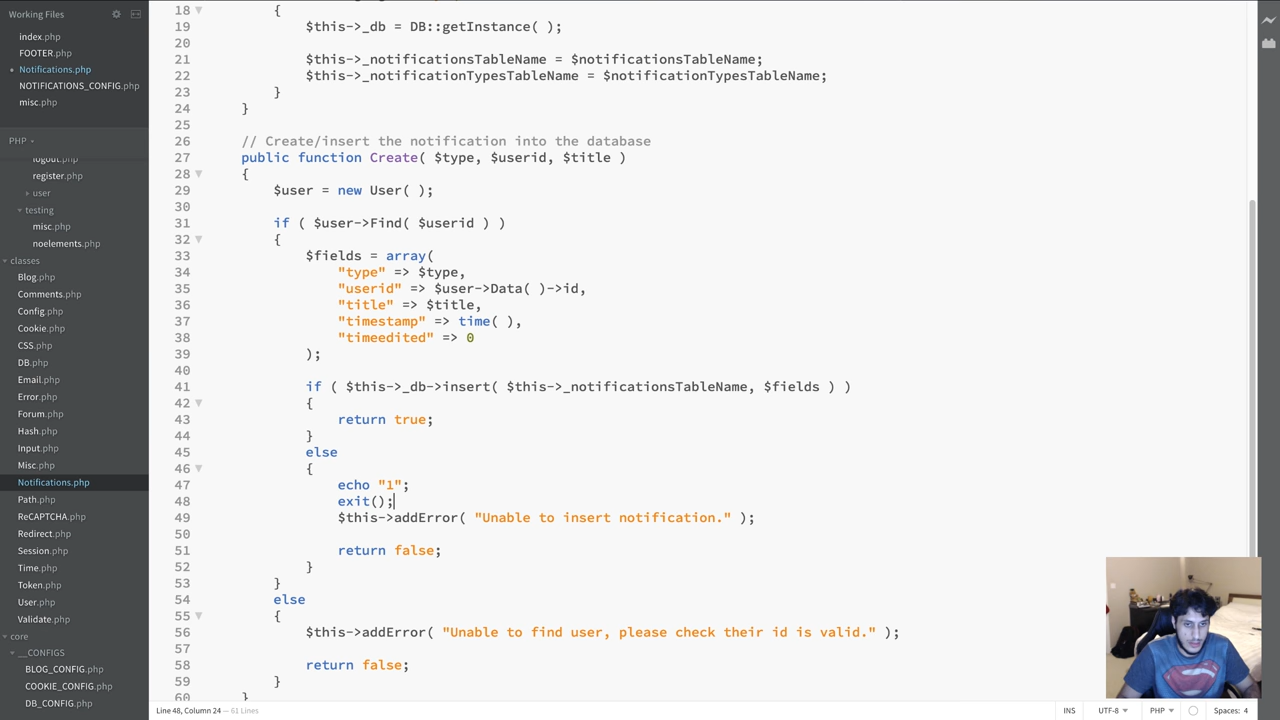 Working Files
index.php
FOOTER.php
Notifications.php
NOTIFICATIONS_CONFIG.php
misc.php
PHP
logout.php
register.php
user
testing
misc.php
noelements.php
classes
Blog.php
Comments.php
Config.php
Cookie.php
CSS.php
DB.php
Email.php
Error.php
Forum.php
Hash.php
Input.php
Misc.php
Notifications.php
Path.php
ReCAPTCHA.php
Redirect.php
Session.php
Time.php
Token.php
User.php
Validate.php
core
__CONFIGS
BLOG_CONFIG.php
COOKIE_CONFIG.php
DB_CONFIG.php
18 {
19 $this->_db = DB::getInstance( );
20
21 $this->_notificationsTableName = $notificationsTableName;
22 $this->_notificationTypesTableName = $notificationTypesTableName;
23 }
24 }
25
26 // Create/insert the notification into the database
27 public function Create( $type, $userid, $title )
28 {
29 $user = new User( );
30
31 if ( $user->Find( $userid ) )
32 {
33 $fields = array(
34 "type" => $type,
35 "userid" => $user->Data( )->id,
36 "title" => $title,
37 "timestamp" => time( ),
38 "timeedited" => 0
39 );
40
41 if ( $this->_db->insert( $this->_notificationsTableName, $fields ) )
42 {
43 return true;
44 }
45 else
46 {
47 echo "1";
48 exit();
49 $this->addError( "Unable to insert notification." );
50
51 return false;
52 }
53 }
54 else
55 {
56 $this->addError( "Unable to find user, please check their id is valid." );
57
58 return false;
59 }
60 }
Line 48, Column 24 — 61 Lines
INS
UTF-8
PHP
Spaces: 4